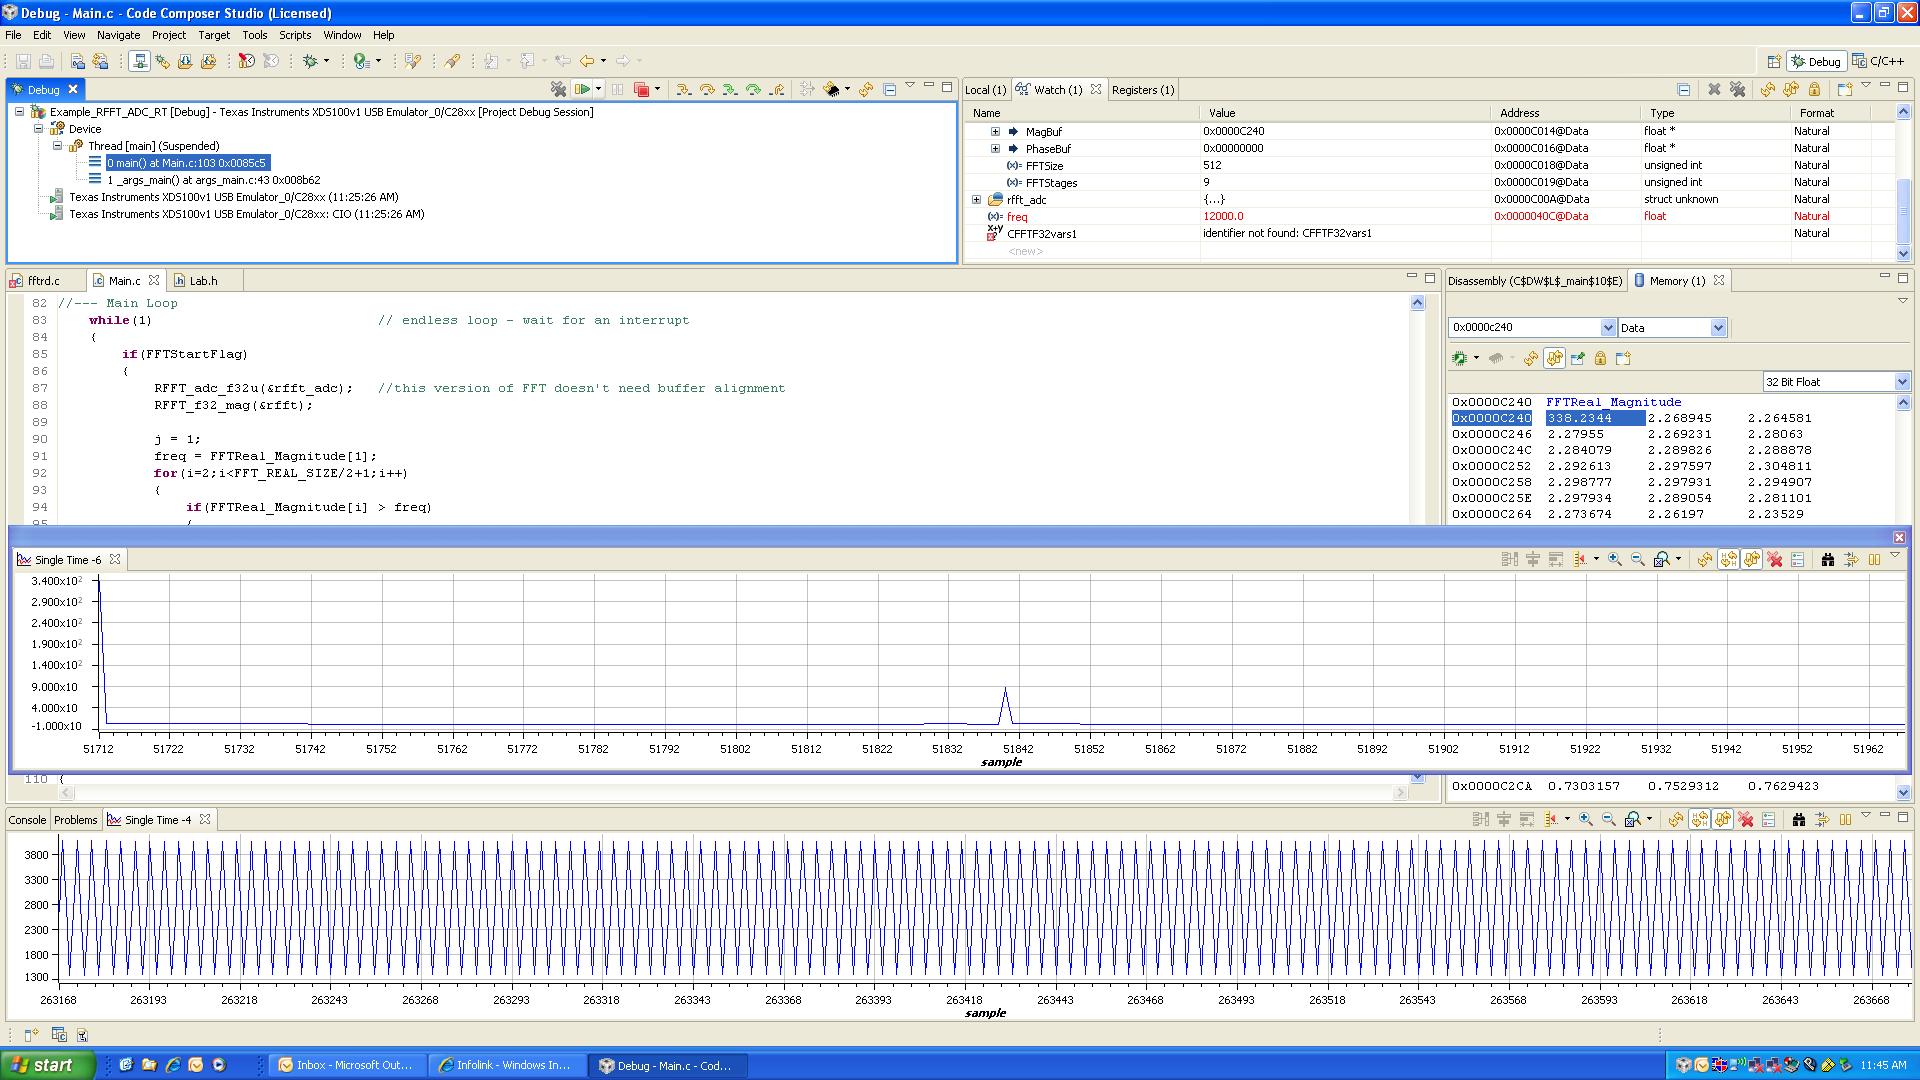 Debug - Main.c - Code Composer Studio (Licensed)
File Edit View Navigate Project Target Tools Scripts Window Help
Debug C/C++
Debug
Example_RFFT_ADC_RT [Debug] - Texas Instruments XDS100v1 USB Emulator_0/C28xx [Project Debug Session]
Device
Thread [main] (Suspended)
0 main() at Main.c:103 0x0085c5
1 _args_main() at args_main.c:43 0x008b62
Texas Instruments XDS100v1 USB Emulator_0/C28xx (11:25:26 AM)
Texas Instruments XDS100v1 USB Emulator_0/C28xx: CIO (11:25:26 AM)
Local (1) Watch (1) Registers (1)
Name Value Address Type Format
MagBuf 0x0000C240 0x0000C014@Data float * Natural
PhaseBuf 0x00000000 0x0000C016@Data float * Natural
(x)= FFTSize 512 0x0000C018@Data unsigned int Natural
(x)= FFTStages 9 0x0000C019@Data unsigned int Natural
rfft_adc {...} 0x0000C00A@Data struct unknown Natural
(x)= freq 12000.0 0x0000040C@Data float Natural
X+Y CFFTF32vars1 identifier not found: CFFTF32vars1 Natural
<new>
fftrd.c Main.c Lab.h
82 //--- Main Loop
83 while(1) // endless loop - wait for an interrupt
84 {
85 if(FFTStartFlag)
86 {
87 RFFT_adc_f32u(&rfft_adc); //this version of FFT doesn't need buffer alignment
88 RFFT_f32_mag(&rfft);
89
90 j = 1;
91 freq = FFTReal_Magnitude[1];
92 for(i=2;i<FFT_REAL_SIZE/2+1;i++)
93 {
94 if(FFTReal_Magnitude[i] > freq)
95 {
Disassembly (C$DW$L$_main$10$E) Memory (1)
0x0000c240 Data
32 Bit Float
0x0000C240 FFTReal_Magnitude
0x0000C240 338.2344 2.268945 2.264581
0x0000C246 2.27955 2.269231 2.28063
0x0000C24C 2.284079 2.289826 2.288878
0x0000C252 2.292613 2.297597 2.304811
0x0000C258 2.298777 2.297931 2.294907
0x0000C25E 2.297934 2.289054 2.281101
0x0000C264 2.273674 2.26197 2.23529
Single Time -6
3.400x10²
2.900x10²
2.400x10²
1.900x10²
1.400x10²
9.000x10
4.000x10
-1.000x10
51712 51722 51732 51742 51752 51762 51772 51782 51792 51802 51812 51822 51832 51842 51852 51862 51872 51882 51892 51902 51912 51922 51932 51942 51952 51962
sample
110 {
0x0000C2CA 0.7303157 0.7529312 0.7629423
Console Problems Single Time -4
3800
3300
2800
2300
1800
1300
263168 263193 263218 263243 263268 263293 263318 263343 263368 263393 263418 263443 263468 263493 263518 263543 263568 263593 263618 263643 263668
sample
start Inbox - Microsoft Out... Infolink - Windows In... Debug - Main.c - Cod... 11:45 AM